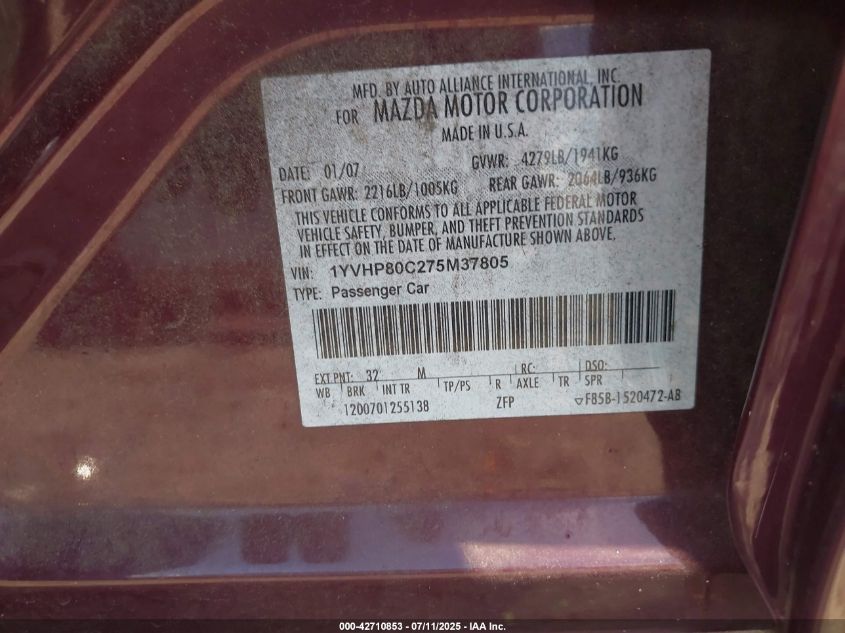 MFD. BY AUTO ALLIANCE INTERNATIONAL, INC.
FOR MAZDA MOTOR CORPORATION
MADE IN U.S.A.
DATE: 01/07 GVWR: 4279LB/1941KG
FRONT GAWR: 2216LB/1005KG REAR GAWR: 2064LB/936KG
THIS VEHICLE CONFORMS TO ALL APPLICABLE FEDERAL MOTOR
VEHICLE SAFETY, BUMPER, AND THEFT PREVENTION STANDARDS
IN EFFECT ON THE DATE OF MANUFACTURE SHOWN ABOVE.
VIN: 1YVHP80C275M37805
TYPE: Passenger Car
EXT PNT: 32 M RC: DSO:
WB BRK INT TR TP/PS R AXLE TR SPR
1200701255138 ZFP ▽F85B-1520472-AB
000-42710853 - 07/11/2025 - IAA Inc.